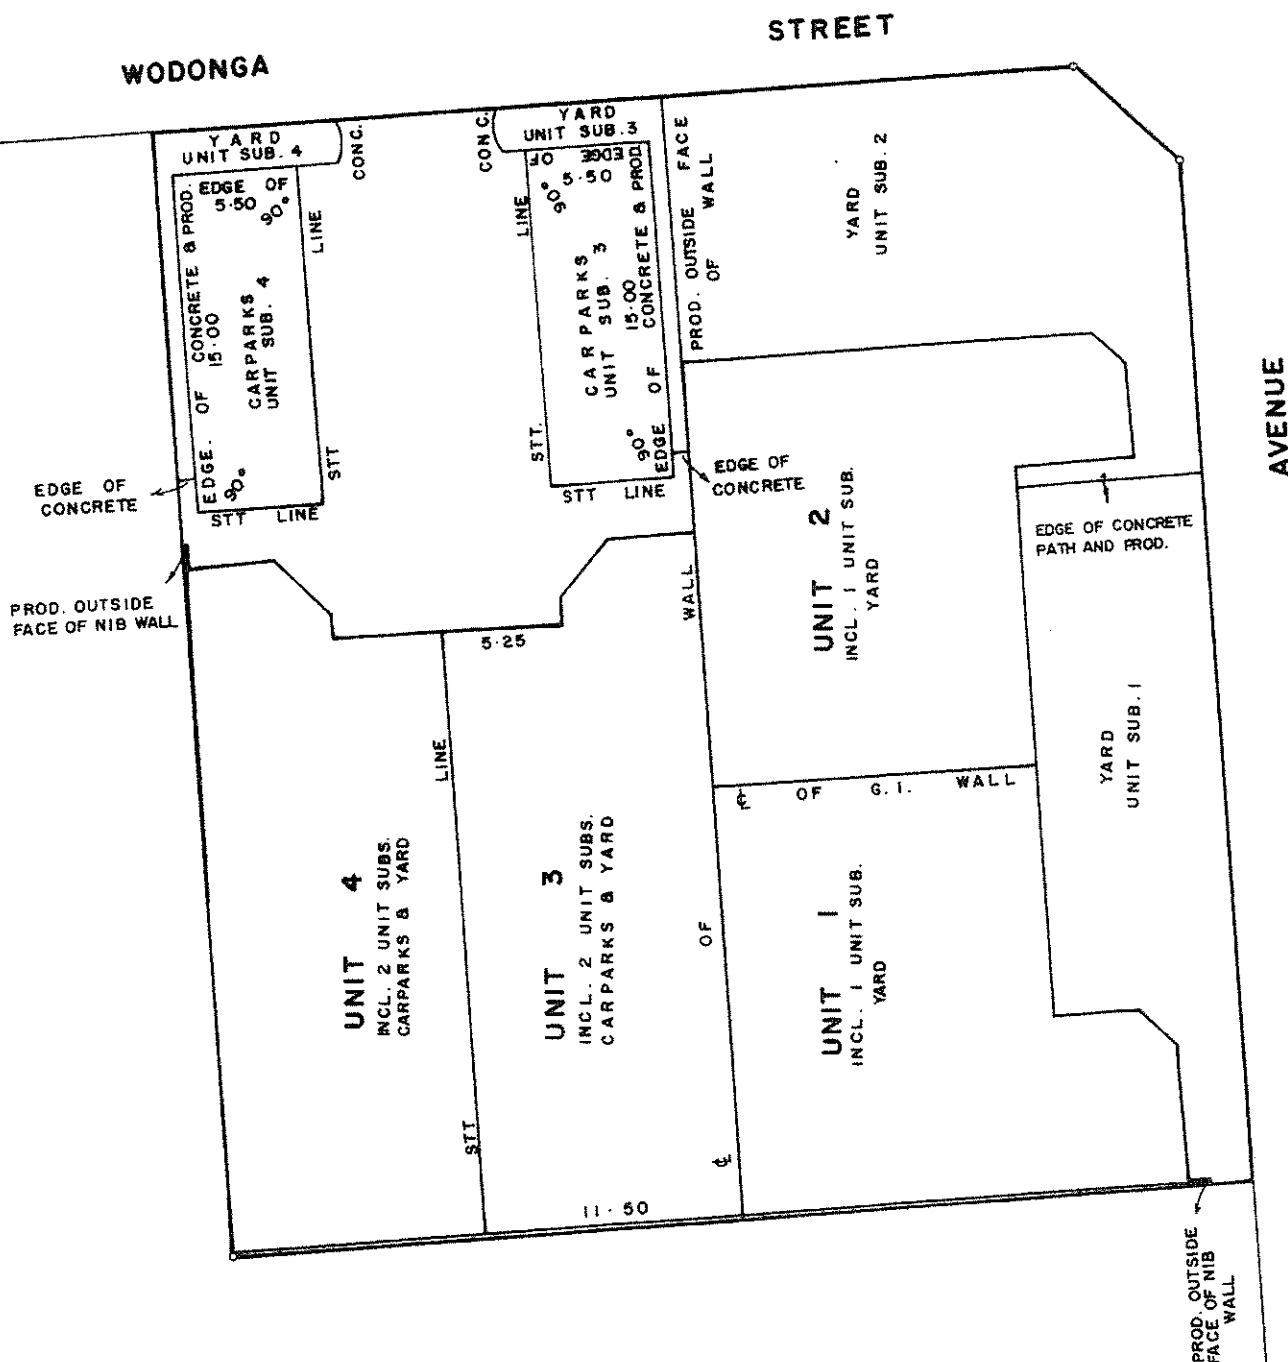 WODONGA
STREET
AVENUE
YARD
UNIT SUB. 4
CONC.
CONC.
YARD
UNIT SUB. 3
EDGE OF
5·50
90°
EDGE. OF CONCRETE & PROD.
15·00
CARPARKS
UNIT SUB. 4
90°
LINE
STT
STT LINE
EDGE OF
5·50
90°
LINE
STT.
CARPARKS
UNIT SUB. 3
15·00
EDGE OF CONCRETE & PROD.
90°
STT LINE
PROD. OUTSIDE FACE
OF WALL
YARD
UNIT SUB. 2
EDGE OF
CONCRETE
EDGE OF
CONCRETE
PROD. OUTSIDE
FACE OF NIB WALL
UNIT 2
INCL. 1 UNIT SUB.
YARD
EDGE OF CONCRETE
PATH AND PROD.
5·25
WALL
OF
℄
YARD
UNIT SUB. 1
℄ OF G.I. WALL
LINE
STT
UNIT 4
INCL. 2 UNIT SUBS.
CARPARKS & YARD
UNIT 3
INCL. 2 UNIT SUBS.
CARPARKS & YARD
UNIT 1
INCL. 1 UNIT SUB.
YARD
11·50
PROD. OUTSIDE
FACE OF NIB
WALL